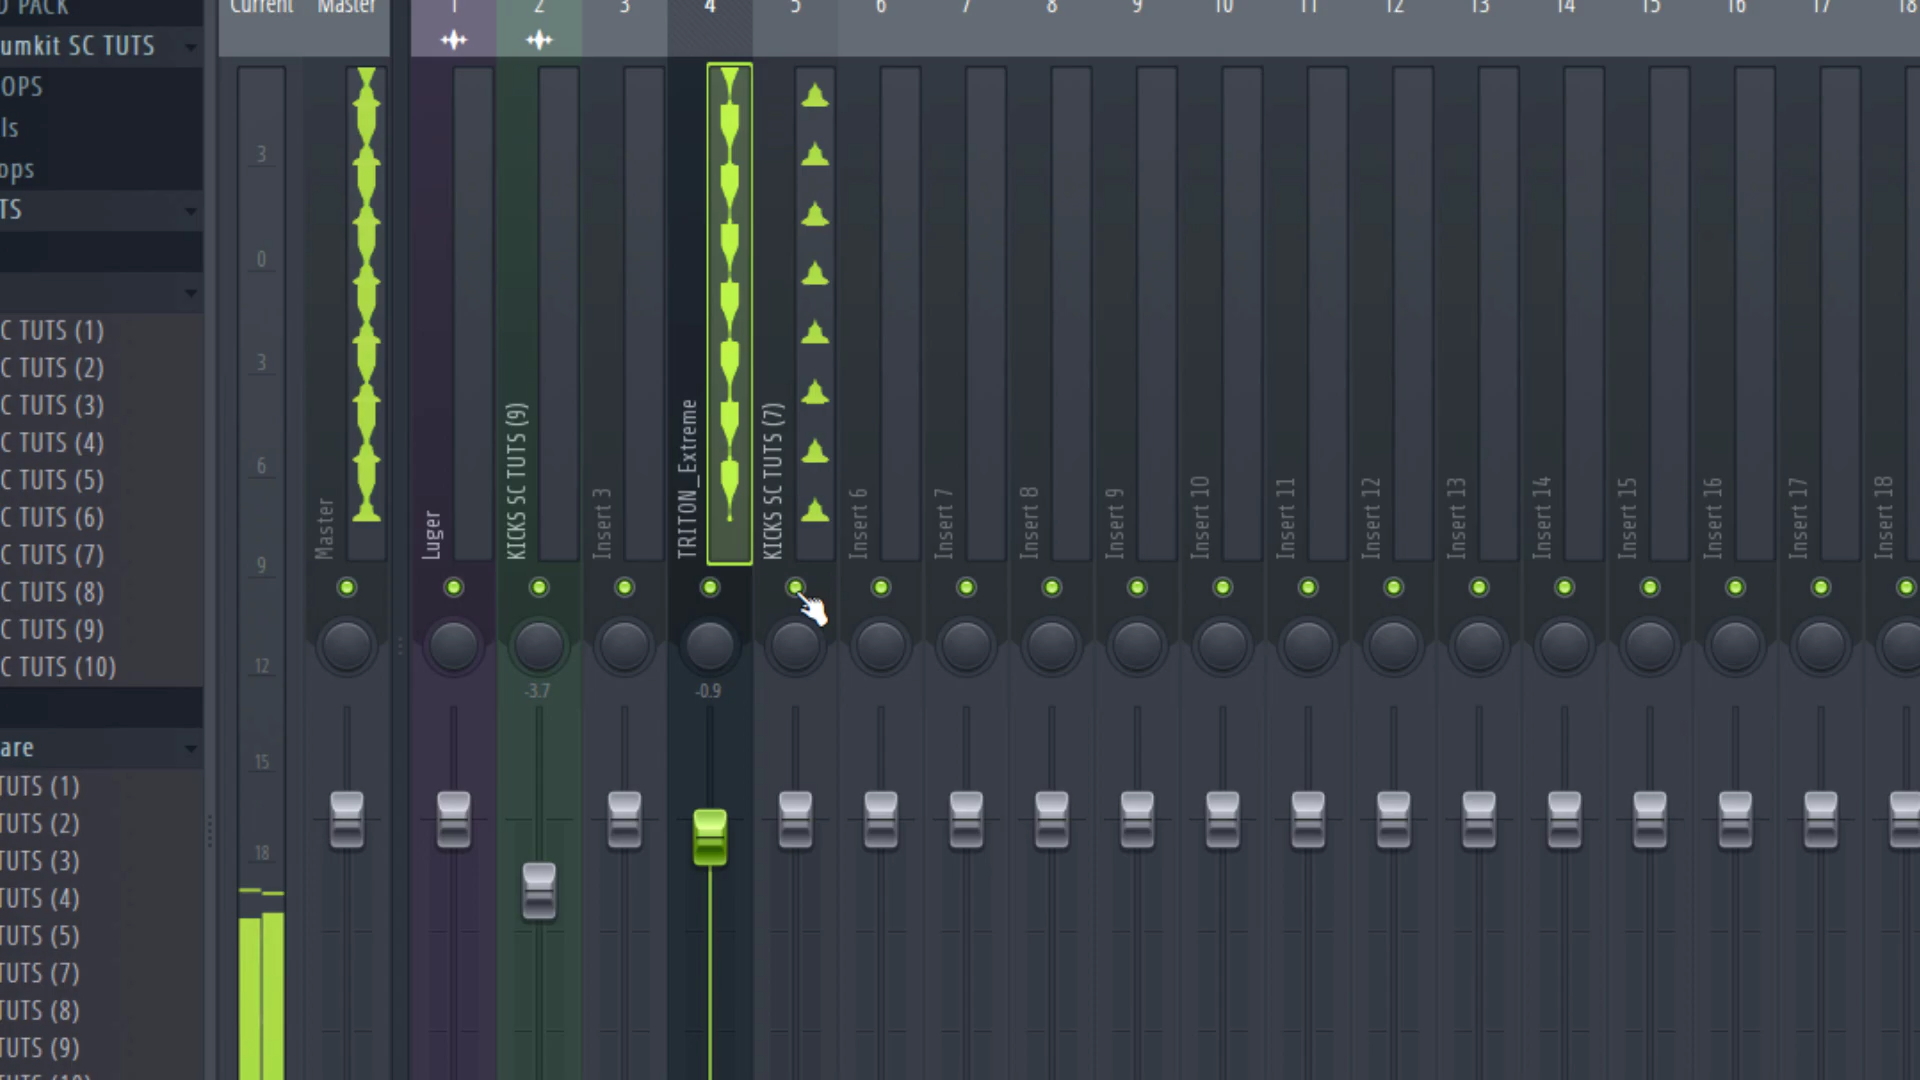 O PACK
umkit SC TUTS
OPS
ls
ops
TS
C TUTS (1)
C TUTS (2)
C TUTS (3)
C TUTS (4)
C TUTS (5)
C TUTS (6)
C TUTS (7)
C TUTS (8)
C TUTS (9)
C TUTS (10)
are
TUTS (1)
TUTS (2)
TUTS (3)
TUTS (4)
TUTS (5)
TUTS (7)
TUTS (8)
TUTS (9)
Current Master 1 2 3 4 5 6 7 8 9 10 11 12 13 14 15 16 17 18
3
0
3
6
9
12
15
18
Master
Luger
KICKS SC TUTS (9)
Insert 3
TRITON_Extreme
KICKS SC TUTS (7)
Insert 6
Insert 7
Insert 8
Insert 9
Insert 10
Insert 11
Insert 12
Insert 13
Insert 14
Insert 15
Insert 16
Insert 17
Insert 18
-3.7
-0.9